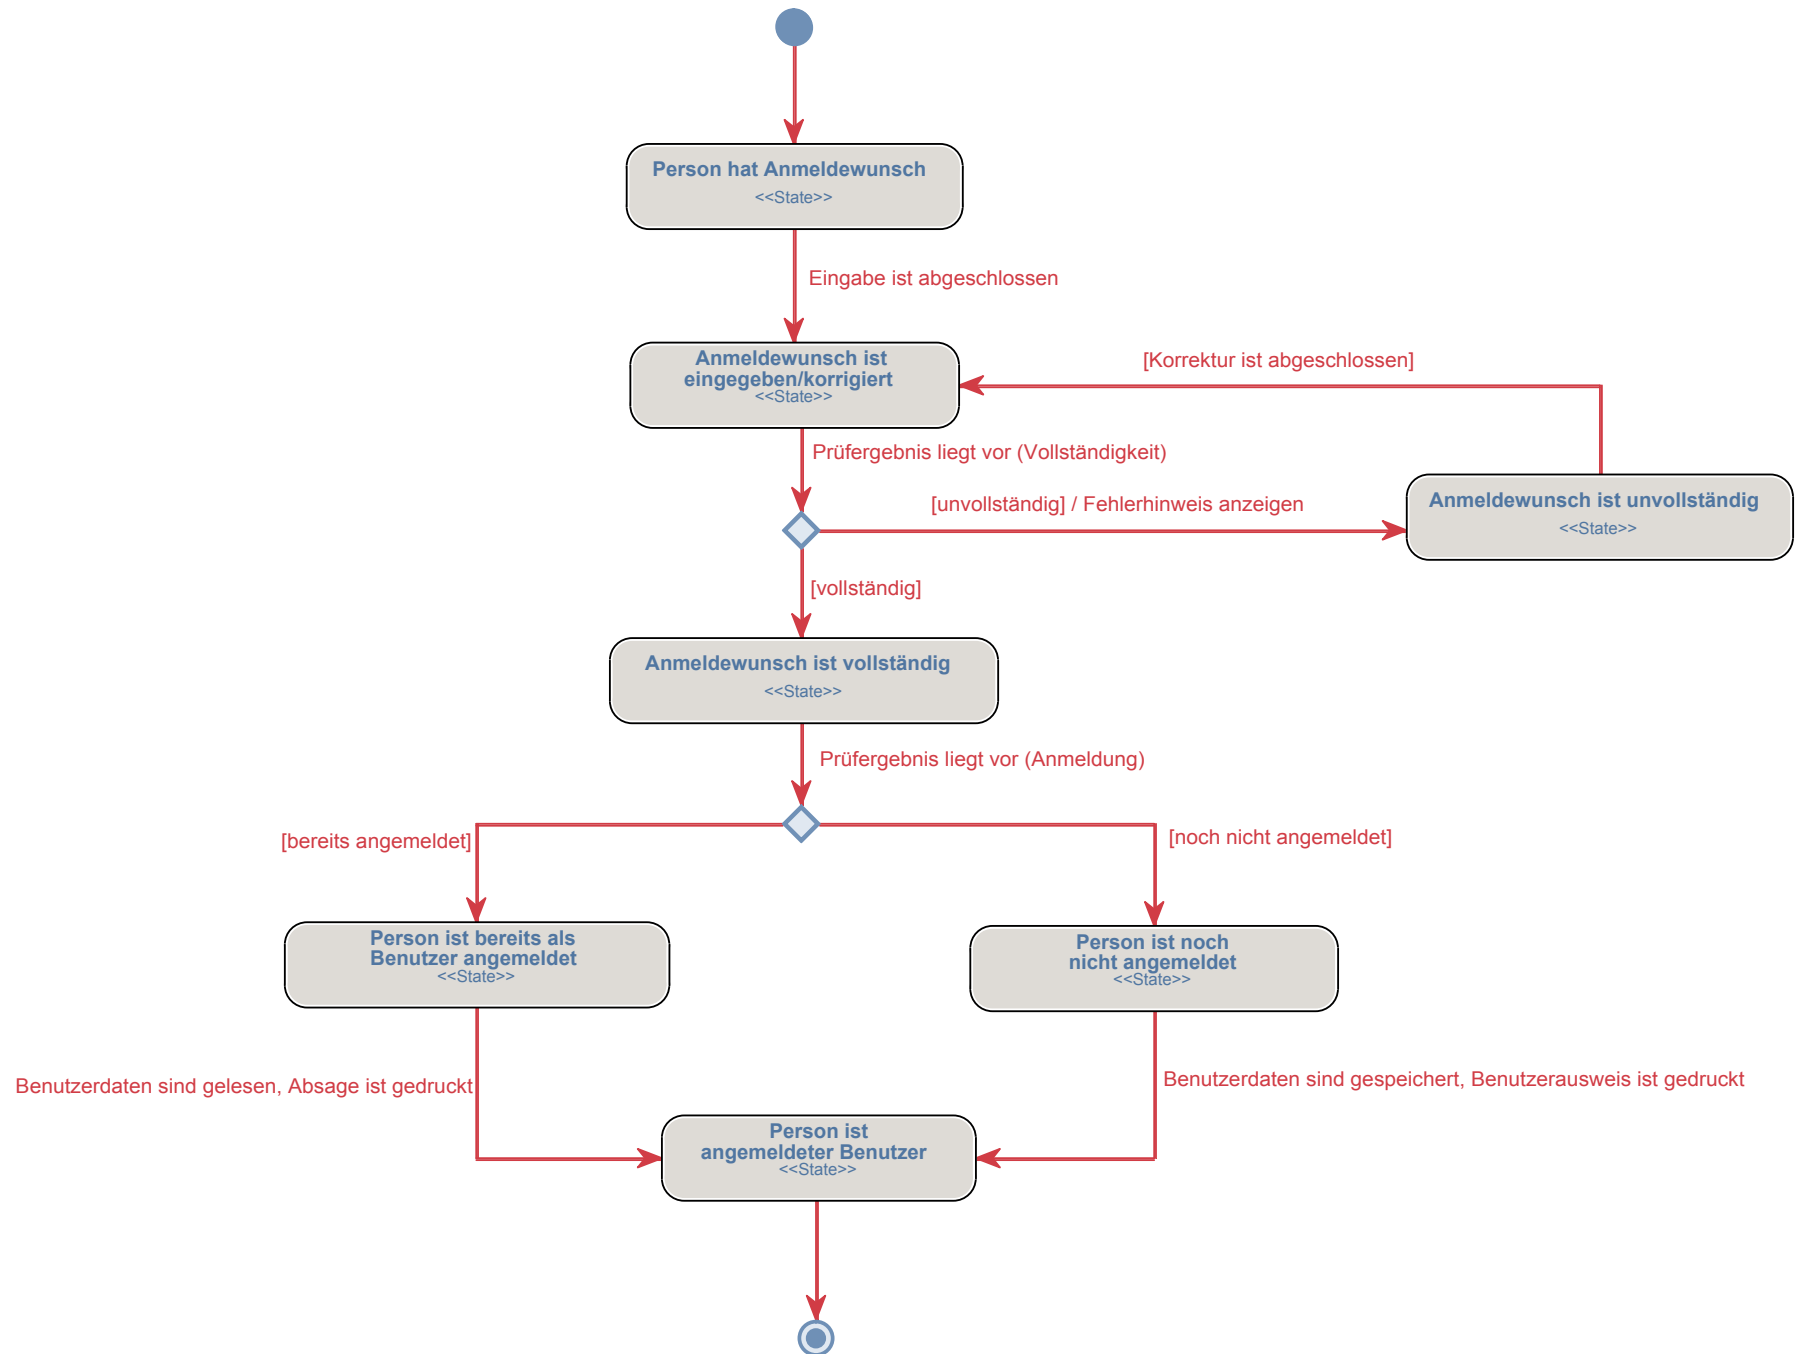 Person hat Anmeldewunsch
<<State>>
Eingabe ist abgeschlossen
Anmeldewunsch ist
eingegeben/korrigiert
<<State>>
[Korrektur ist abgeschlossen]
Prüfergebnis liegt vor (Vollständigkeit)
[unvollständig] / Fehlerhinweis anzeigen
Anmeldewunsch ist unvollständig
<<State>>
[vollständig]
Anmeldewunsch ist vollständig
<<State>>
Prüfergebnis liegt vor (Anmeldung)
[bereits angemeldet]
[noch nicht angemeldet]
Person ist bereits als
Benutzer angemeldet
<<State>>
Person ist noch
nicht angemeldet
<<State>>
Benutzerdaten sind gelesen, Absage ist gedruckt
Benutzerdaten sind gespeichert, Benutzerausweis ist gedruckt
Person ist
angemeldeter Benutzer
<<State>>